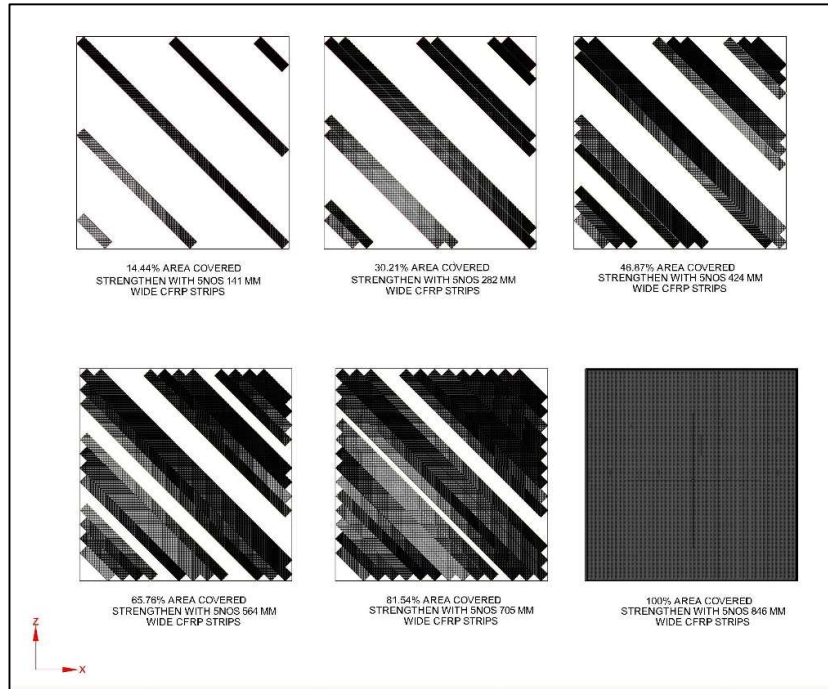 14.44% AREA COVERED
STRENGTHEN WITH 5NOS 141 MM
WIDE CFRP STRIPS
30.21% AREA COVERED
STRENGTHEN WITH 5NOS 282 MM
WIDE CFRP STRIPS
46.87% AREA COVERED
STRENGTHEN WITH 5NOS 424 MM
WIDE CFRP STRIPS
65.76% AREA COVERED
STRENGTHEN WITH 5NOS 564 MM
WIDE CFRP STRIPS
81.54% AREA COVERED
STRENGTHEN WITH 5NOS 705 MM
WIDE CFRP STRIPS
100% AREA COVERED
STRENGTHEN WITH 5NOS 846 MM
WIDE CFRP STRIPS
Z
X